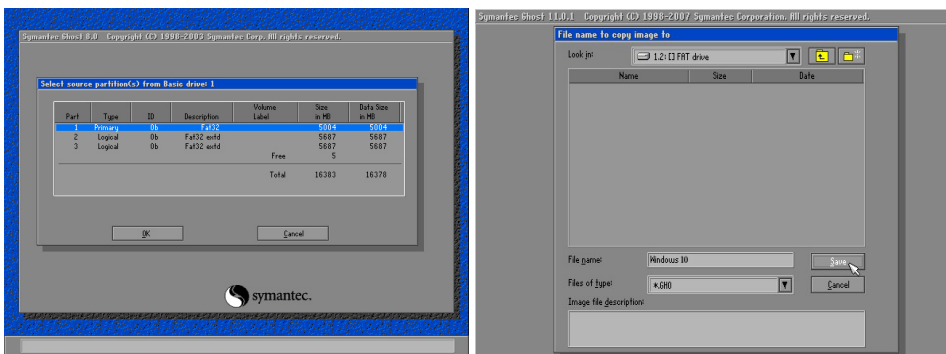 Symantec Ghost 8.0 Copyright (C) 1998-2003 Symantec Corp. All rights reserved.
Select source partition(s) from Basic drive: 1
Part Type ID Description Volume Label Size in MB Data Size in MB
1 Primary 0b Fat32 5004 5004
2 Logical 0b Fat32 extd 5687 5687
3 Logical 0b Fat32 extd 5687 5687
Free 5
Total 16383 16378
OK Cancel
symantec.
Symantec Ghost 11.0.1 Copyright (C) 1998-2007 Symantec Corporation. All rights reserved.
File name to copy image to
Look in: 1.2: [] FAT drive
Name Size Date
File name: Windows 10 Save
Files of type: *.GHO Cancel
Image file description: